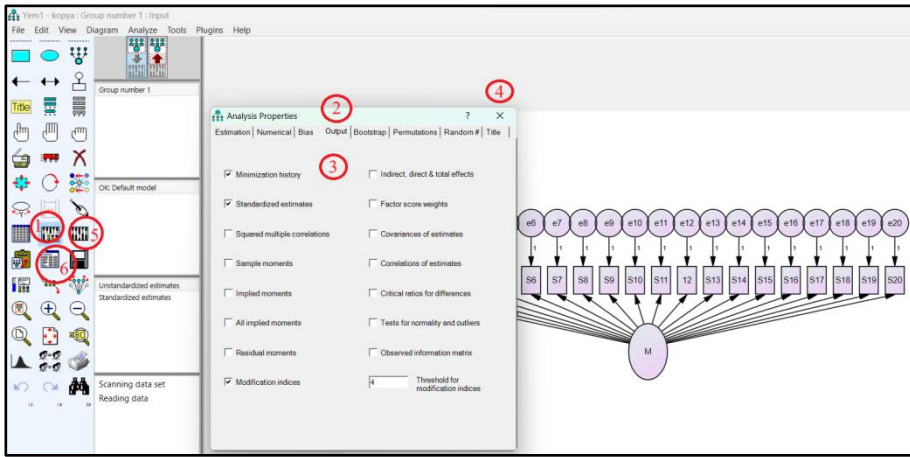 Yem1 - kopya : Group number 1 : Input
File Edit View Diagram Analyze Tools Plugins Help
Title
Group number 1
OK: Default model
Unstandardized estimates
Standardized estimates
Scanning data set
Reading data
1
5
6
2
4
Analysis Properties ? ×
Estimation Numerical Bias Output Bootstrap Permutations Random # Title
3
Minimization history
Indirect, direct & total effects
Standardized estimates
Factor score weights
Squared multiple correlations
Covariances of estimates
Sample moments
Correlations of estimates
Implied moments
Critical ratios for differences
All implied moments
Tests for normality and outliers
Residual moments
Observed information matrix
Modification indices
4 Threshold for
modification indices
e6 e7 e8 e9 e10 e11 e12 e13 e14 e15 e16 e17 e18 e19 e20
1 1 1 1 1 1 1 1 1 1 1 1 1 1 1
S6 S7 S8 S9 S10 S11 12 S13 S14 S15 S16 S17 S18 S19 S20
M